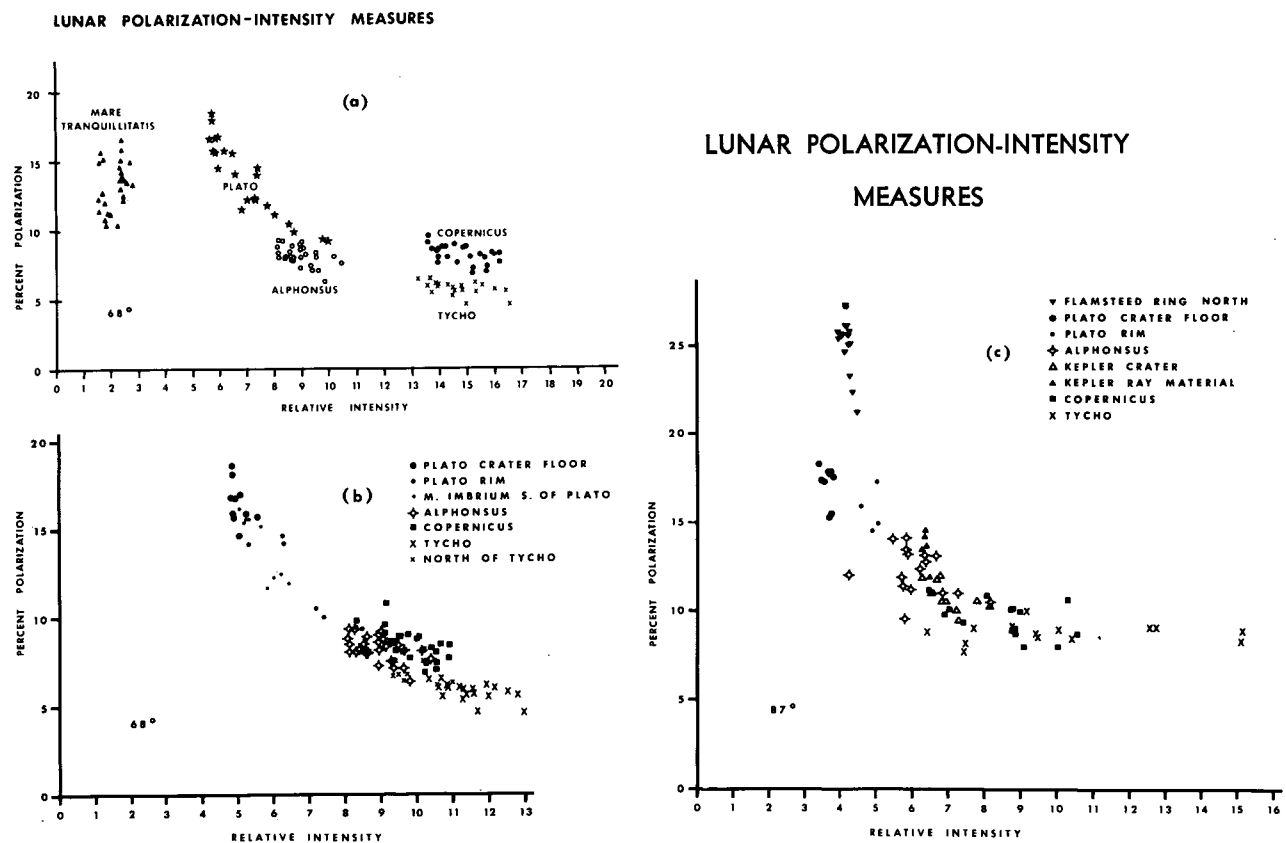 LUNAR POLARIZATION-INTENSITY MEASURES
(a)
20
15
10
5
0
PERCENT POLARIZATION
MARE
TRANQUILLITATIS
PLATO
ALPHONSUS
COPERNICUS
TYCHO
68°
0 1 2 3 4 5 6 7 8 9 10 11 12 13 14 15 16 17 18 19 20
RELATIVE INTENSITY
(b)
20
15
10
5
0
PERCENT POLARIZATION
PLATO CRATER FLOOR
PLATO RIM
M. IMBRIUM S. OF PLATO
ALPHONSUS
COPERNICUS
TYCHO
NORTH OF TYCHO
68°
0 1 2 3 4 5 6 7 8 9 10 11 12 13
RELATIVE INTENSITY
LUNAR POLARIZATION-INTENSITY
MEASURES
(c)
25
20
15
10
5
0
PERCENT POLARIZATION
FLAMSTEED RING NORTH
PLATO CRATER FLOOR
PLATO RIM
ALPHONSUS
KEPLER CRATER
KEPLER RAY MATERIAL
COPERNICUS
TYCHO
87°
0 1 2 3 4 5 6 7 8 9 10 11 12 13 14 15 16
RELATIVE INTENSITY